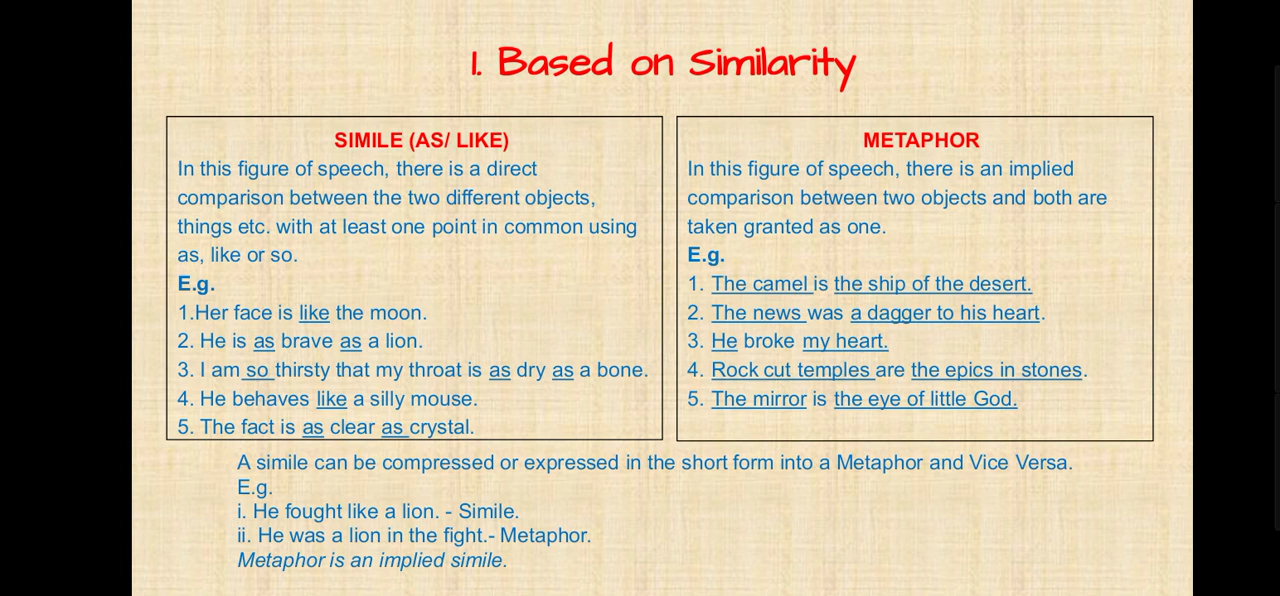 1. Based on Similarity
SIMILE (AS/ LIKE)
In this figure of speech, there is a direct
comparison between the two different objects,
things etc. with at least one point in common using
as, like or so.
E.g.
1.Her face is like the moon.
2. He is as brave as a lion.
3. I am so thirsty that my throat is as dry as a bone.
4. He behaves like a silly mouse.
5. The fact is as clear as crystal.
METAPHOR
In this figure of speech, there is an implied
comparison between two objects and both are
taken granted as one.
E.g.
1. The camel is the ship of the desert.
2. The news was a dagger to his heart.
3. He broke my heart.
4. Rock cut temples are the epics in stones.
5. The mirror is the eye of little God.
A simile can be compressed or expressed in the short form into a Metaphor and Vice Versa.
E.g.
i. He fought like a lion. - Simile.
ii. He was a lion in the fight.- Metaphor.
Metaphor is an implied simile.